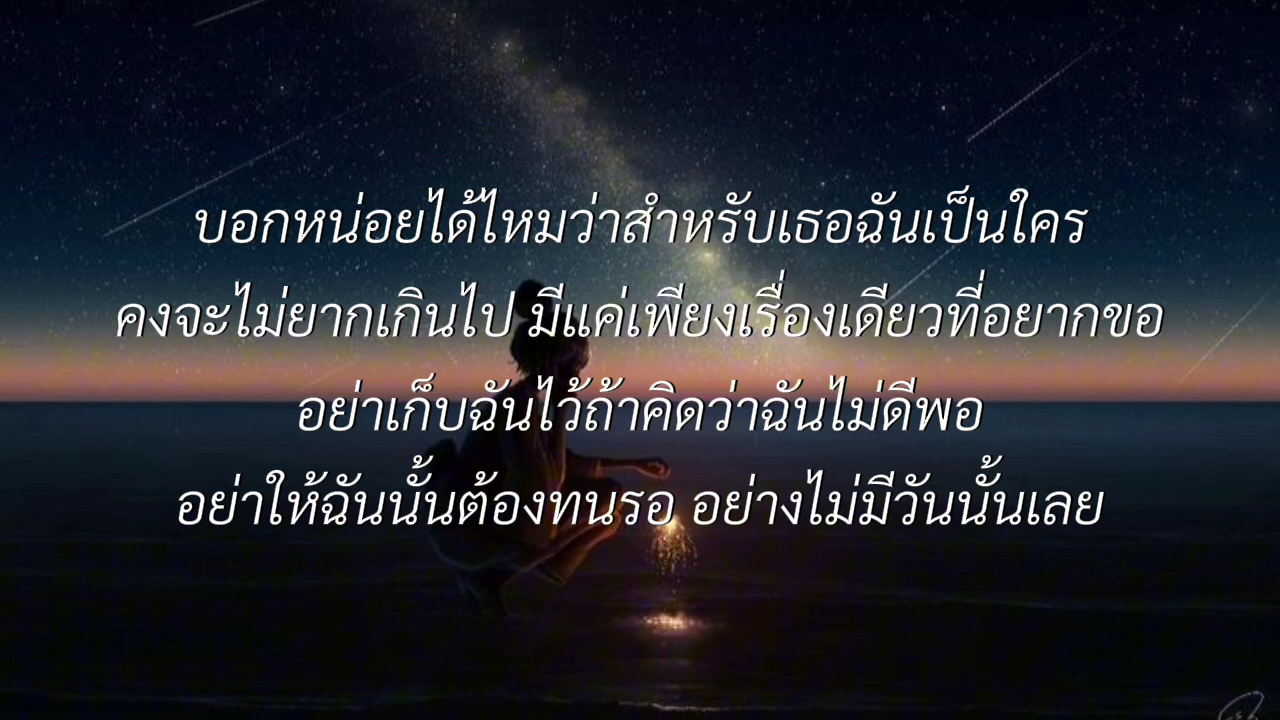 บอกหน่อยได้ไหมว่าสำหรับเธอฉันเป็นใคร
คงจะไม่ยากเกินไป มีแค่เพียงเรื่องเดียวที่อยากขอ
อย่าเก็บฉันไว้ถ้าคิดว่าฉันไม่ดีพอ
อย่าให้ฉันนั้นต้องทนรอ อย่างไม่มีวันนั้นเลย